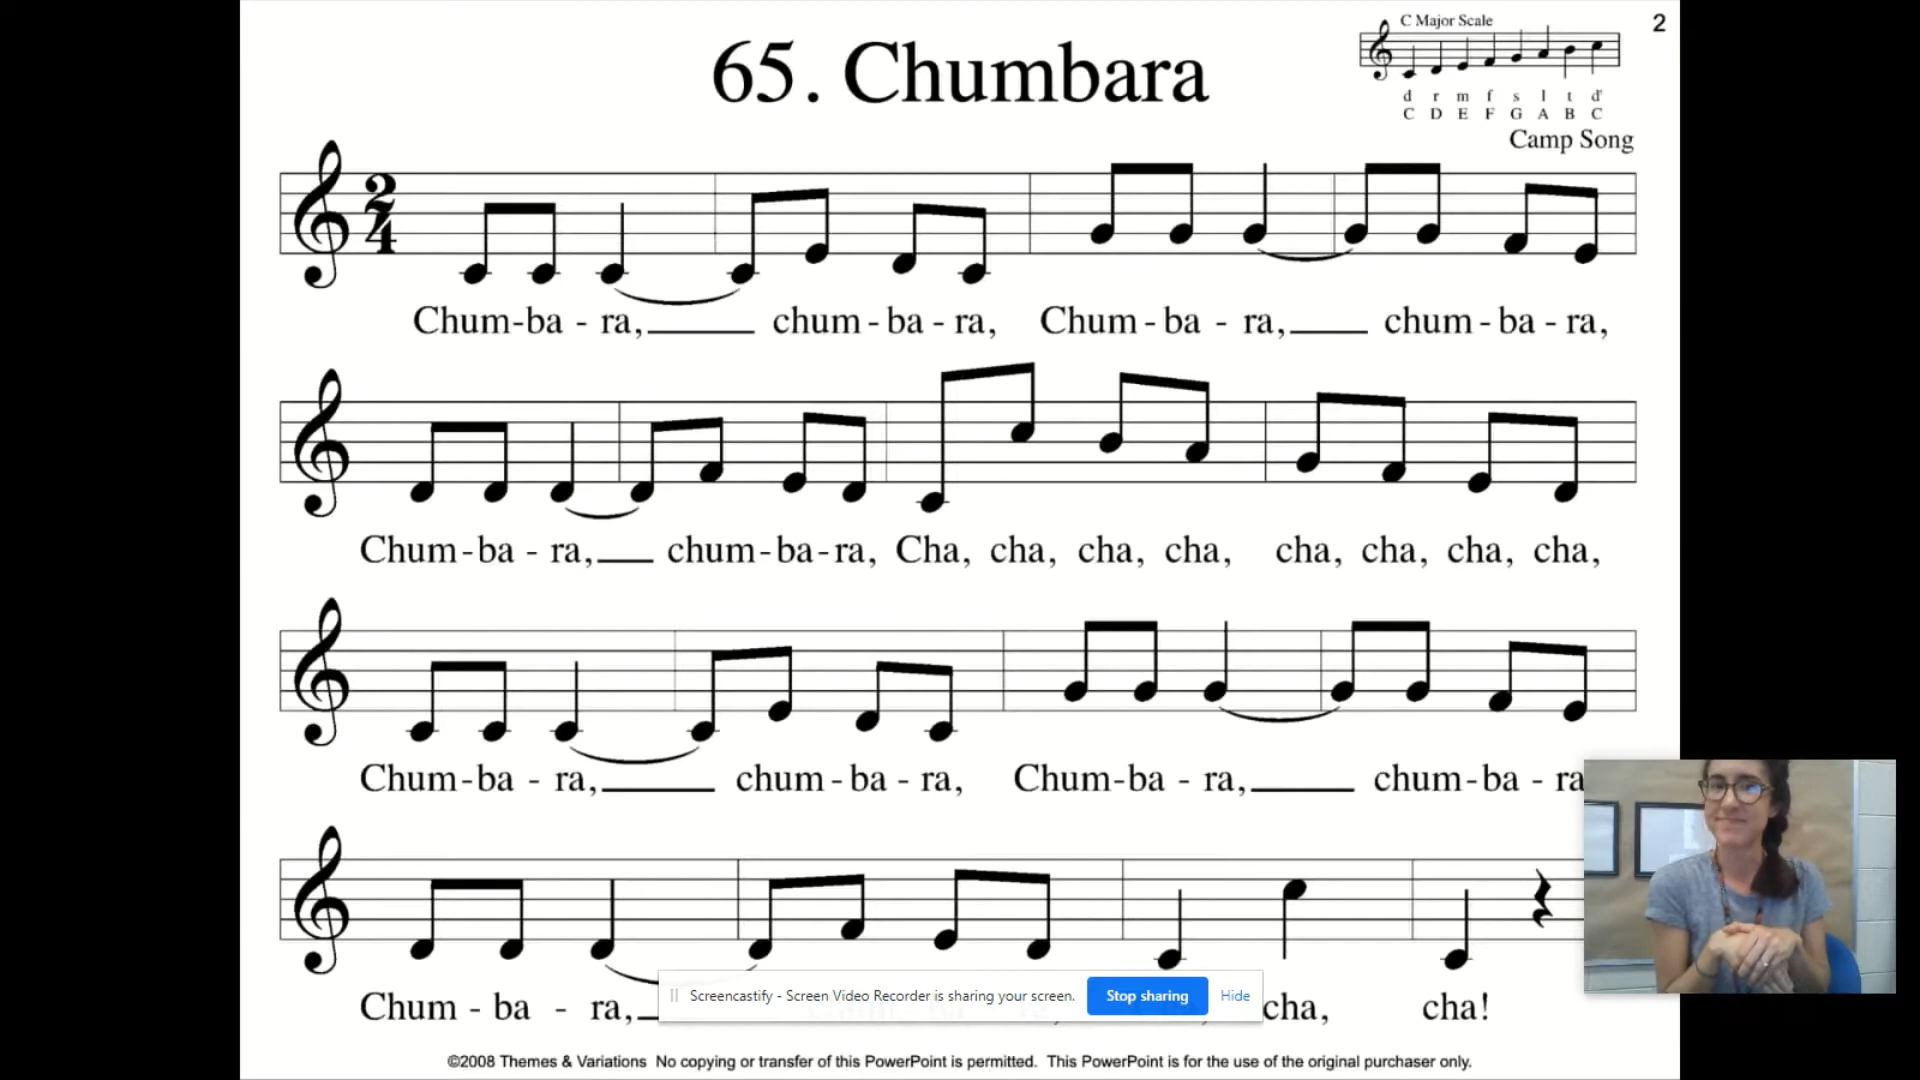 C Major Scale
2
65. Chumbara
d r m f s l t d'
C D E F G A B C
Camp Song
2
4
Chum-ba - ra, chum-ba-ra, Chum-ba - ra, chum-ba-ra,
Chum-ba - ra, chum-ba-ra, Cha, cha, cha, cha, cha, cha, cha, cha,
Chum-ba - ra, chum-ba-ra, Chum-ba - ra, chum-ba - ra
Screencastify - Screen Video Recorder is sharing your screen. Stop sharing Hide
Chum - ba - ra, cha, cha!
©2008 Themes & Variations No copying or transfer of this PowerPoint is permitted. This PowerPoint is for the use of the original purchaser only.